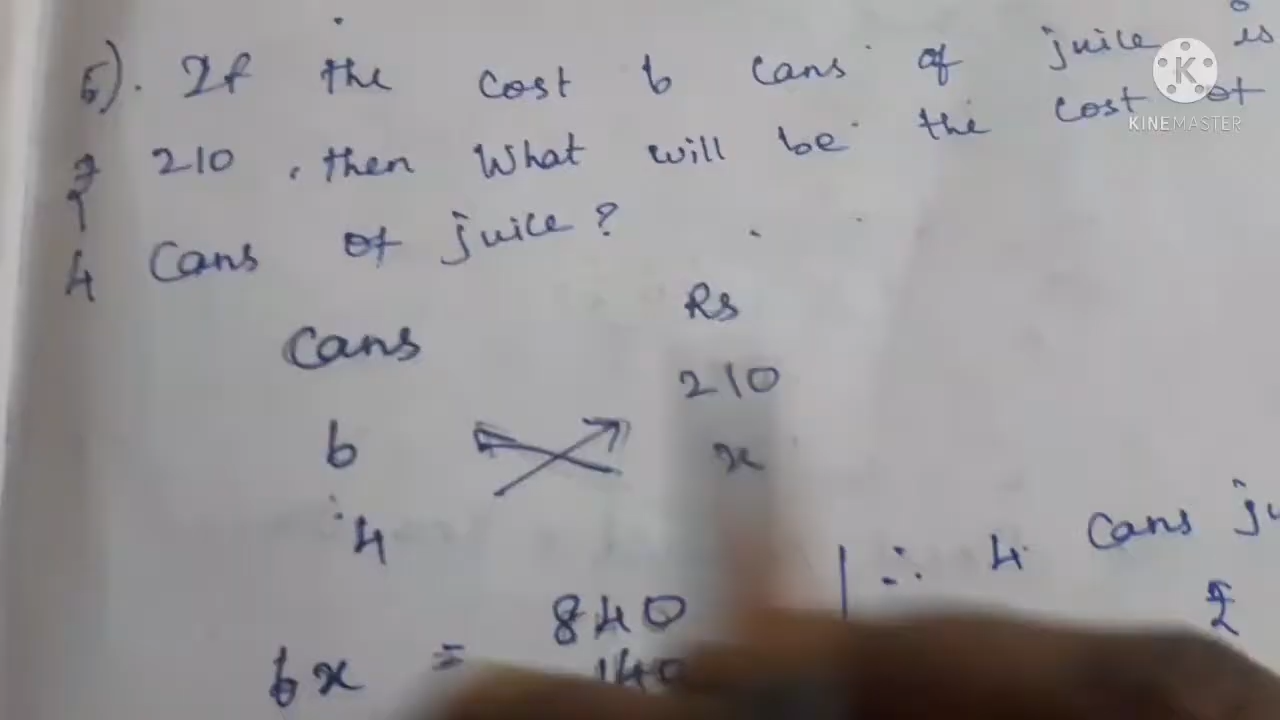 5). If the cost 6 cans of juice is
₹ 210, then What will be the cost of
4 Cans of juice?
Cans Rs
6 210
4 x
840
6x = 140
∴ 4 Cans
₹
KINEMASTER